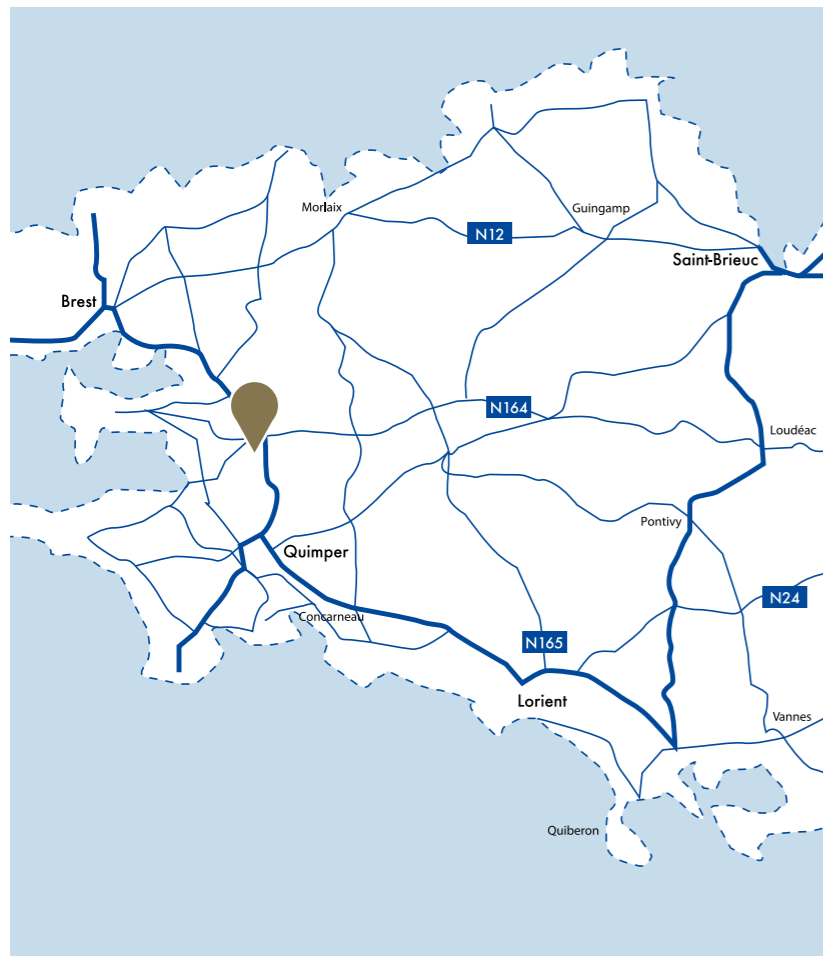 Morlaix
Guingamp
N12
Saint-Brieuc
Brest
N164
Loudéac
Pontivy
Quimper
N24
Concarneau
N165
Lorient
Vannes
Quiberon